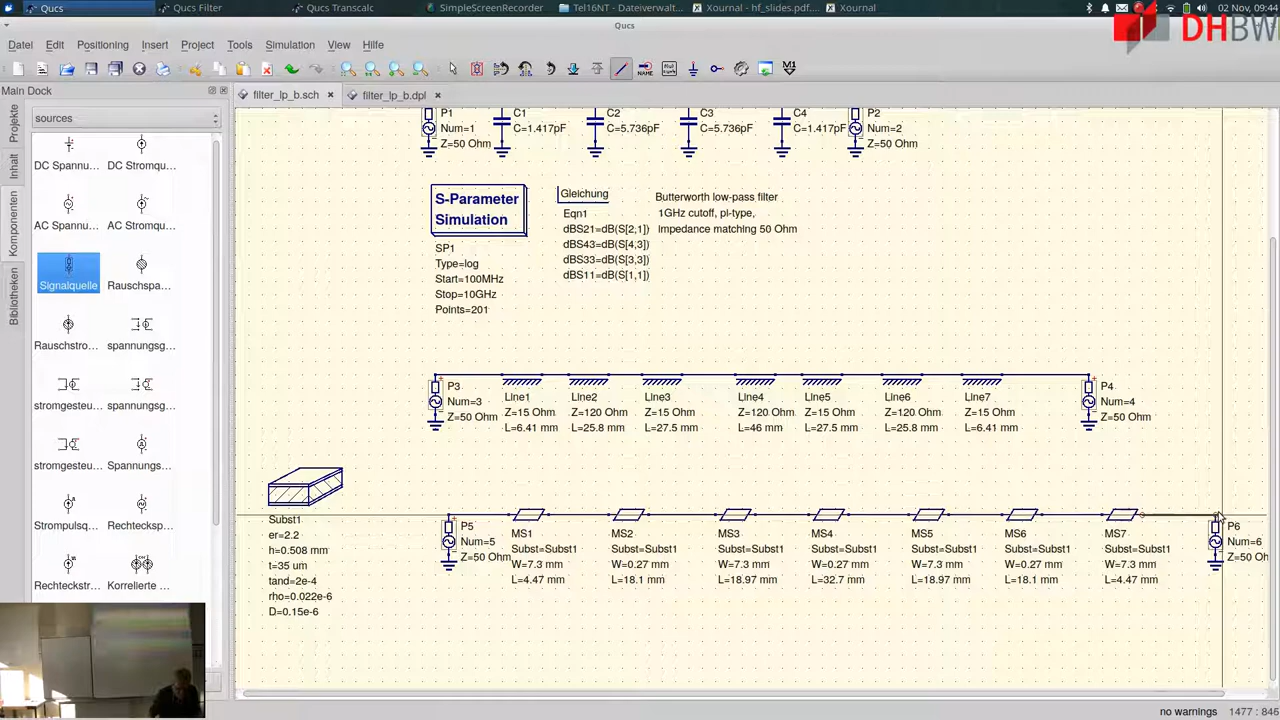 Qucs
Qucs Filter
Qucs Transcalc
SimpleScreenRecorder
Tel16NT - Dateiverwalt...
Xournal - hf_slides.pdf...
Xournal
02 Nov, 09:44
DHBW
Qucs
Datei Edit Positioning Insert Project Tools Simulation View Hilfe
NAME
Main Dock
filter_lp_b.sch
filter_lp_b.dpl
Projekte
Inhalt
Komponenten
Bibliotheken
sources
DC Spannu... DC Stromqu...
AC Spannu... AC Stromqu...
Signalquelle Rauschspa...
Rauschstro... spannungsg...
stromgesteu... spannungsg...
stromgesteu... Spannungs...
Strompulsq... Rechtecksp...
Rechteckstr... Korrelierte ...
P1
Num=1
Z=50 Ohm
C1
C=1.417pF
C2
C=5.736pF
C3
C=5.736pF
C4
C=1.417pF
P2
Num=2
Z=50 Ohm
S-Parameter
Simulation
SP1
Type=log
Start=100MHz
Stop=10GHz
Points=201
Gleichung
Eqn1
dBS21=dB(S[2,1])
dBS43=dB(S[4,3])
dBS33=dB(S[3,3])
dBS11=dB(S[1,1])
Butterworth low-pass filter
1GHz cutoff, pi-type,
impedance matching 50 Ohm
P3
Num=3
Z=50 Ohm
Line1
Z=15 Ohm
L=6.41 mm
Line2
Z=120 Ohm
L=25.8 mm
Line3
Z=15 Ohm
L=27.5 mm
Line4
Z=120 Ohm
L=46 mm
Line5
Z=15 Ohm
L=27.5 mm
Line6
Z=120 Ohm
L=25.8 mm
Line7
Z=15 Ohm
L=6.41 mm
P4
Num=4
Z=50 Ohm
Subst1
er=2.2
h=0.508 mm
t=35 um
tand=2e-4
rho=0.022e-6
D=0.15e-6
P5
Num=5
Z=50 Ohm
MS1
Subst=Subst1
W=7.3 mm
L=4.47 mm
MS2
Subst=Subst1
W=0.27 mm
L=18.1 mm
MS3
Subst=Subst1
W=7.3 mm
L=18.97 mm
MS4
Subst=Subst1
W=0.27 mm
L=32.7 mm
MS5
Subst=Subst1
W=7.3 mm
L=18.97 mm
MS6
Subst=Subst1
W=0.27 mm
L=18.1 mm
MS7
Subst=Subst1
W=7.3 mm
L=4.47 mm
P6
Num=6
Z=50 Oh
no warnings
1477 : 846